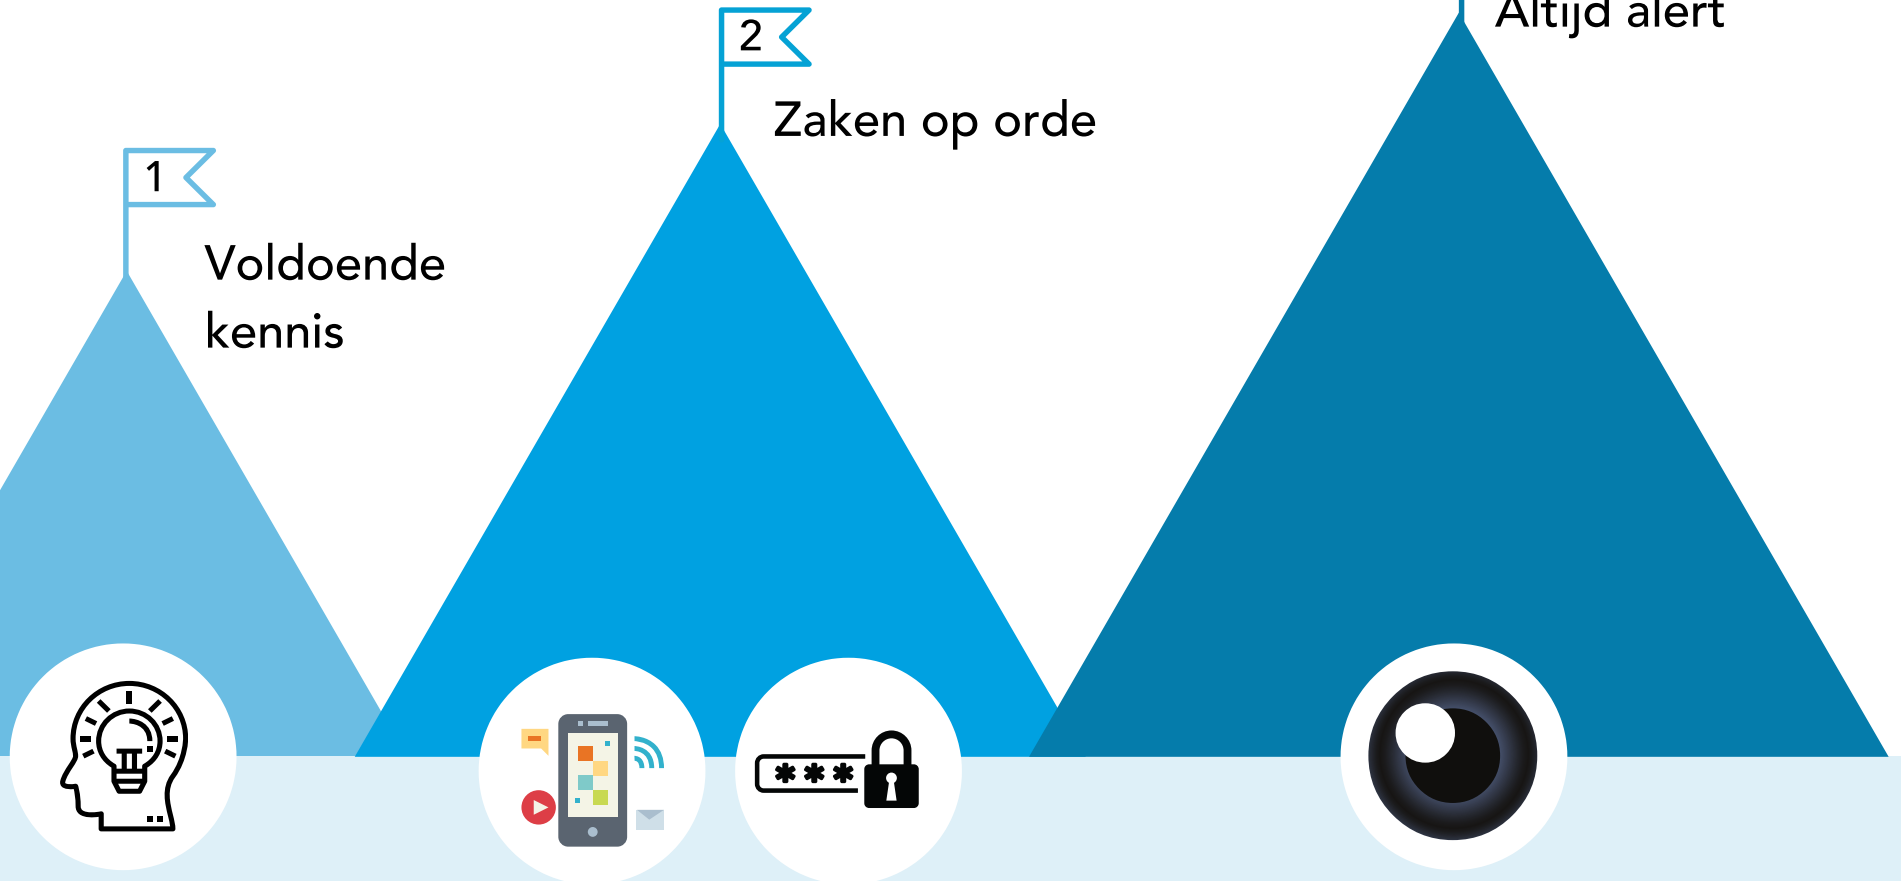 1
Voldoende
kennis
2
Zaken op orde
Altijd alert
***